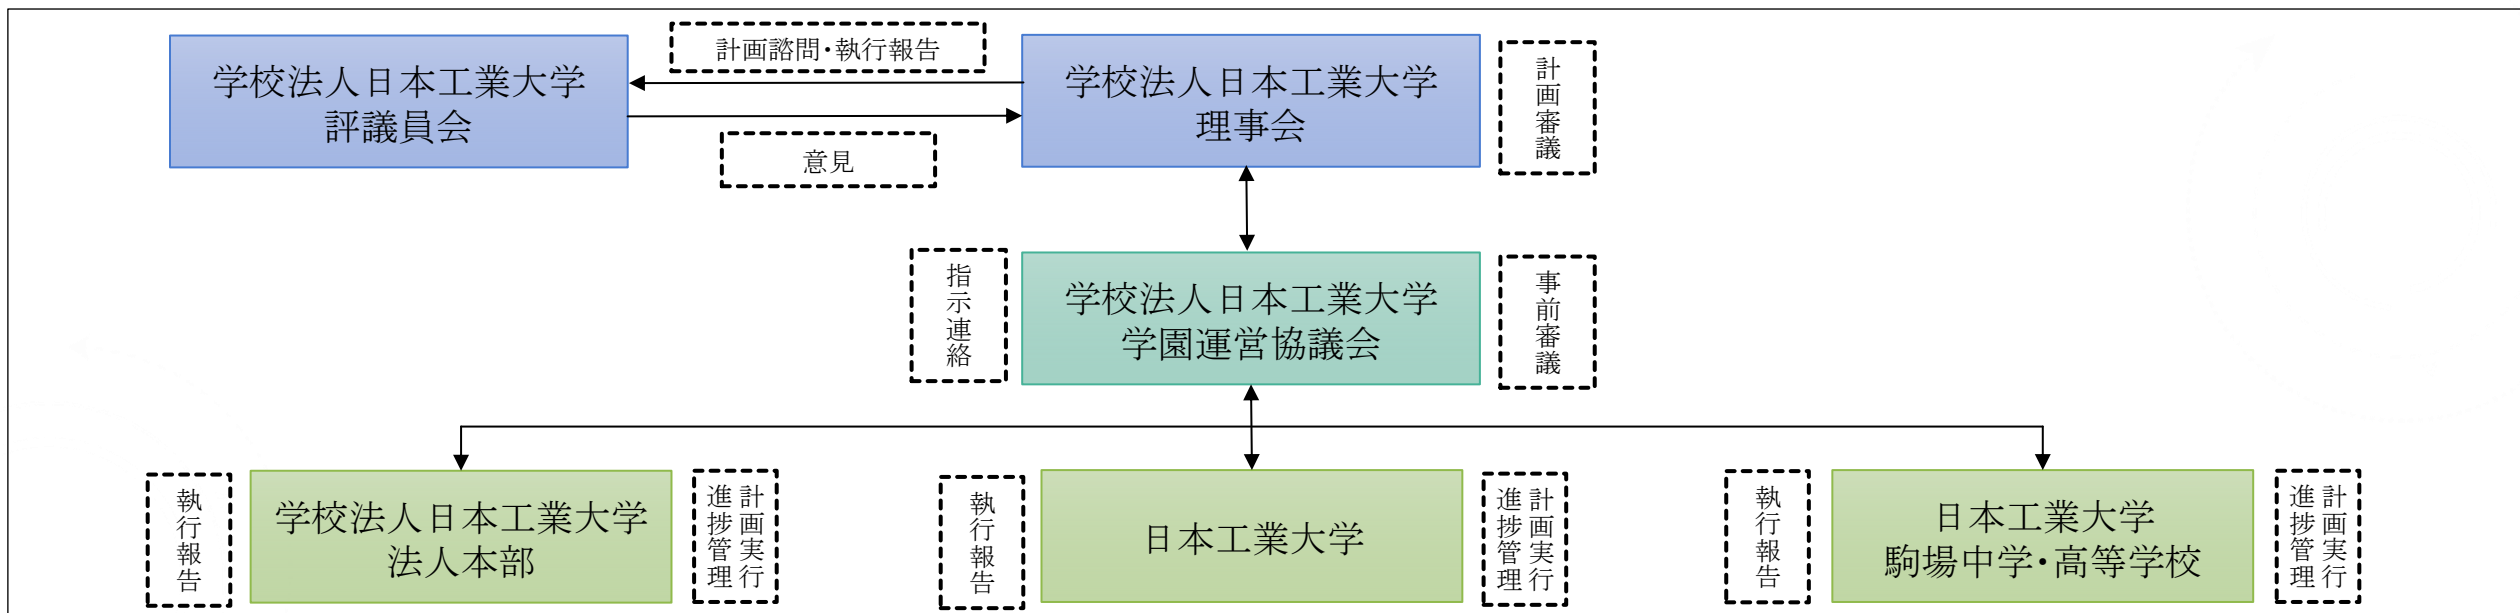 計画諮問・執行報告
学校法人日本工業大学
評議員会
学校法人日本工業大学
理事会
計画審議
意見
指示連絡
学校法人日本工業大学
学園運営協議会
事前審議
執行報告
学校法人日本工業大学
法人本部
計画実行
進捗管理
執行報告
日本工業大学
計画実行
進捗管理
執行報告
日本工業大学
駒場中学・高等学校
計画実行
進捗管理